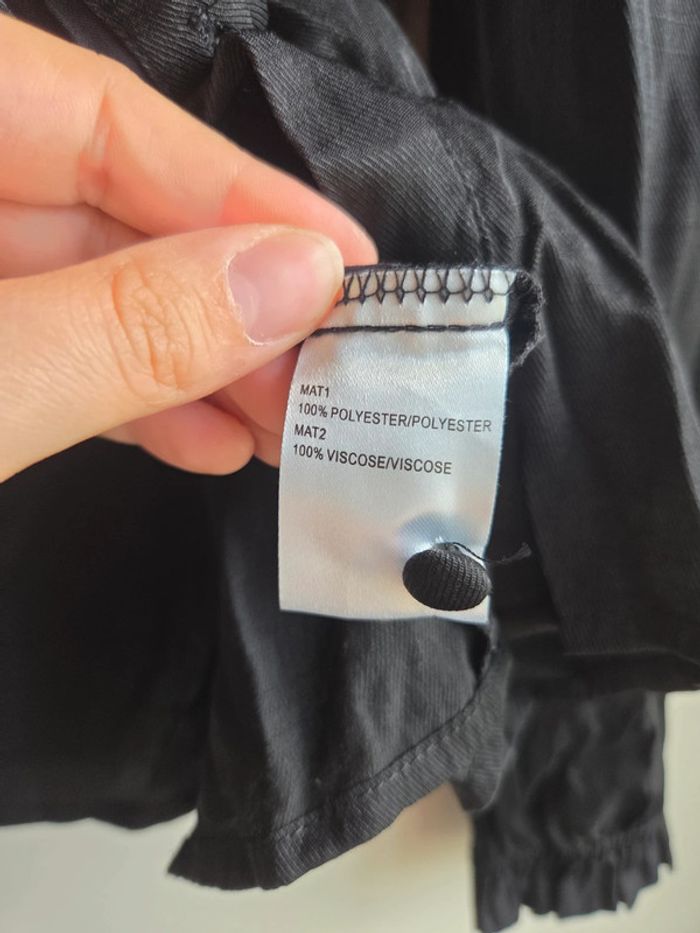 MAT1
100% POLYESTER/POLYESTER
MAT2
100% VISCOSE/VISCOSE